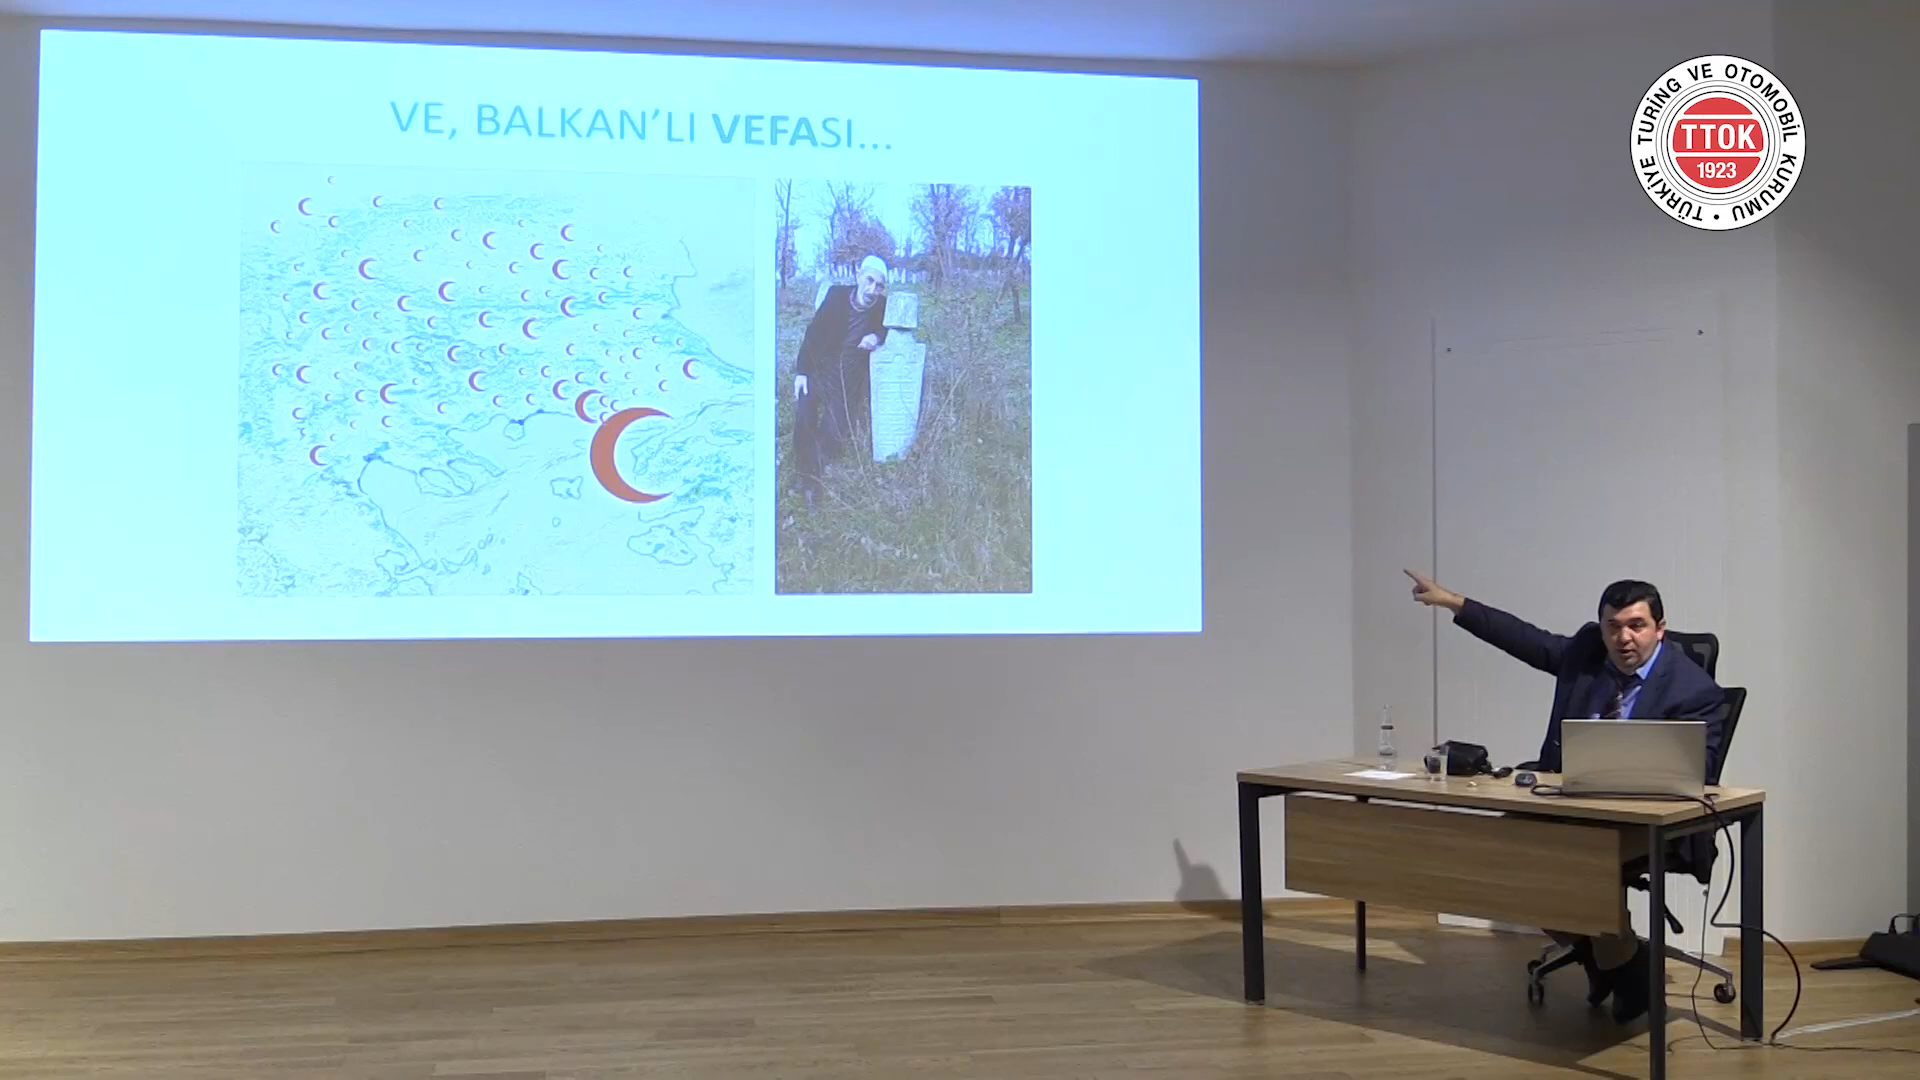 VE, BALKAN’LI VEFASI...
TÜRKİYE TURİNG VE OTOMOBİL KURUMU •
TTOK
1923